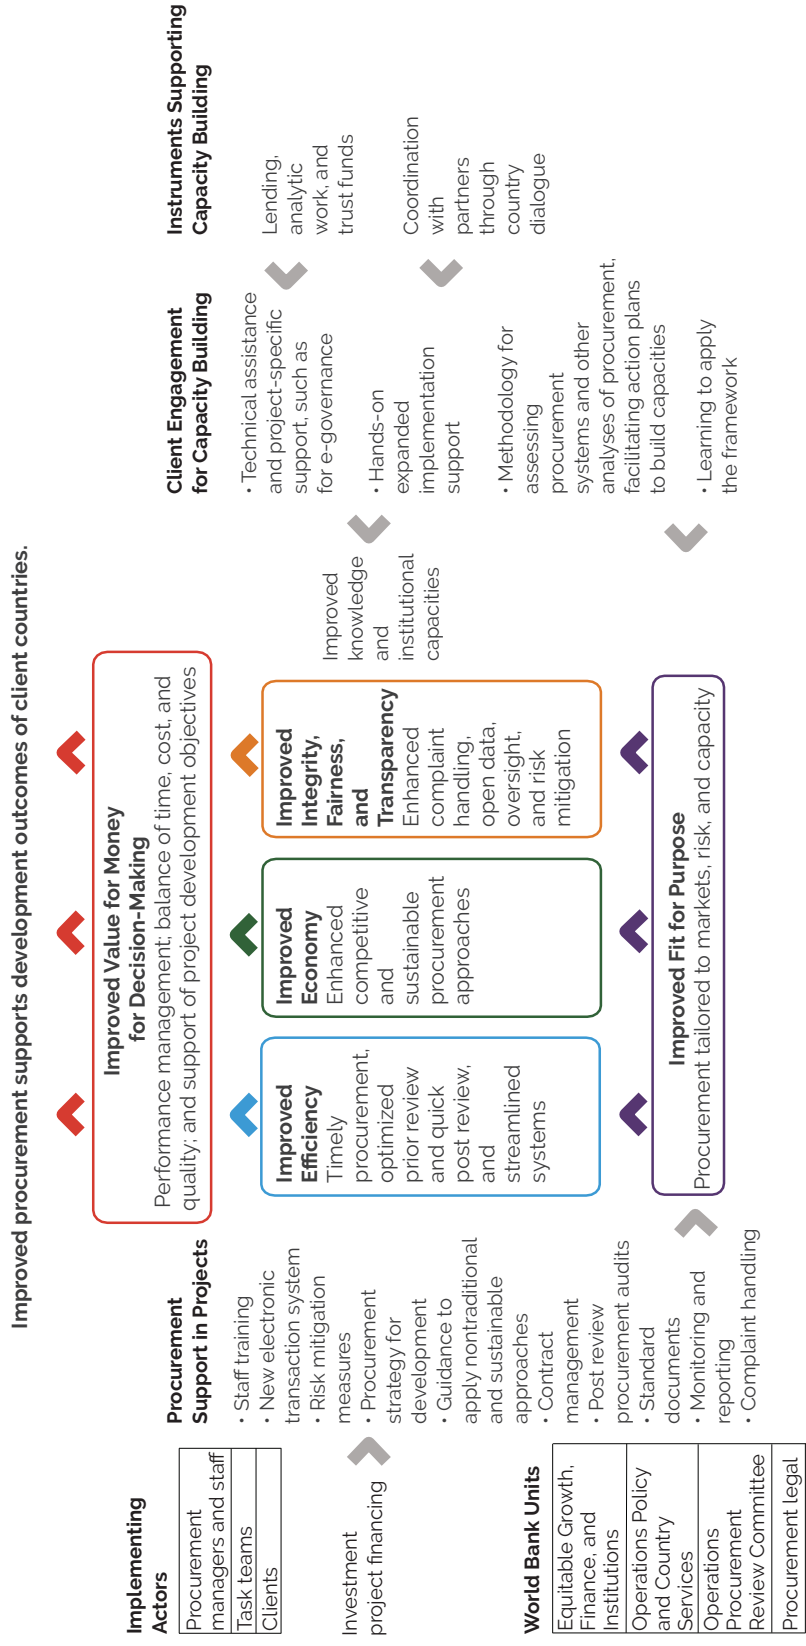 Improved procurement supports development outcomes of client countries.
Implementing
Actors
Procurement
managers and staff
Task teams
Clients
Investment
project financing
World Bank Units
Equitable Growth,
Finance, and
Institutions
Operations Policy
and Country
Services
Operations
Procurement
Review Committee
Procurement legal
Procurement
Support in Projects
• Staff training
• New electronic
transaction system
• Risk mitigation
measures
• Procurement
strategy for
development
• Guidance to
apply nontraditional
and sustainable
approaches
• Contract
management
• Post review
procurement audits
• Standard
documents
• Monitoring and
reporting
• Complaint handling
Improved Value for Money
for Decision-Making
Performance management; balance of time, cost, and
quality; and support of project development objectives
Improved
Efficiency
Timely
procurement,
optimized
prior review
and quick
post review,
and
streamlined
systems
Improved
Economy
Enhanced
competitive
and
sustainable
procurement
approaches
Improved
Integrity,
Fairness,
and
Transparency
Enhanced
complaint
handling,
open data,
oversight,
and risk
mitigation
Improved Fit for Purpose
Procurement tailored to markets, risk, and capacity
Improved
knowledge
and
institutional
capacities
Client Engagement
for Capacity Building
• Technical assistance
and project-specific
support, such as
for e-governance
• Hands-on
expanded
implementation
support
• Methodology for
assessing
procurement
systems and other
analyses of procurement,
facilitating action plans
to build capacities
• Learning to apply
the framework
Instruments Supporting
Capacity Building
Lending,
analytic
work, and
trust funds
Coordination
with
partners
through
country
dialogue